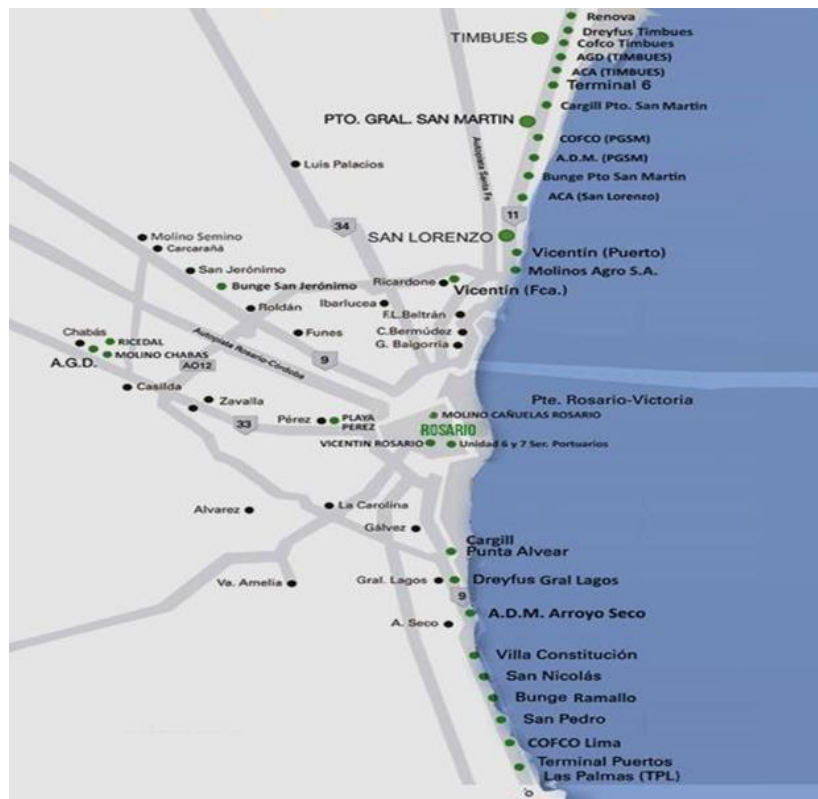 Renova
TIMBUES
Dreyfus Timbues
Cofco Timbues
AGD (TIMBUES)
ACA (TIMBUES)
Terminal 6
Cargill Pto. San Martin
PTO. GRAL. SAN MARTIN
COFCO (PGSM)
Autopista Santa Fe
A.D.M. (PGSM)
Luis Palacios
Bunge Pto San Martin
ACA (San Lorenzo)
11
34
SAN LORENZO
Molino Semino
Carcarañá
Vicentín (Puerto)
San Jerónimo
Molinos Agro S.A.
Bunge San Jerónimo
Ricardone
Vicentín (Fca.)
Roldán
Ibarlucea
F.L.Beltrán
Funes
C.Bermúdez
G. Baigorria
Chabás
RICEDAL
MOLINO CHABAS
A.G.D.
Autopista Rosario-Córdoba
9
AO12
Casilda
Zavalla
Pte. Rosario-Victoria
33
Pérez
PLAYA
PEREZ
MOLINO CAÑUELAS ROSARIO
ROSARIO
VICENTIN ROSARIO
Unidad 6 y 7 Ser. Portuarios
La Carolina
Alvarez
Gálvez
Cargill
Punta Alvear
Va. Amelia
Gral. Lagos
Dreyfus Gral Lagos
9
A.D.M. Arroyo Seco
A. Seco
Villa Constitución
San Nicolás
Bunge Ramallo
San Pedro
COFCO Lima
Terminal Puertos
Las Palmas (TPL)